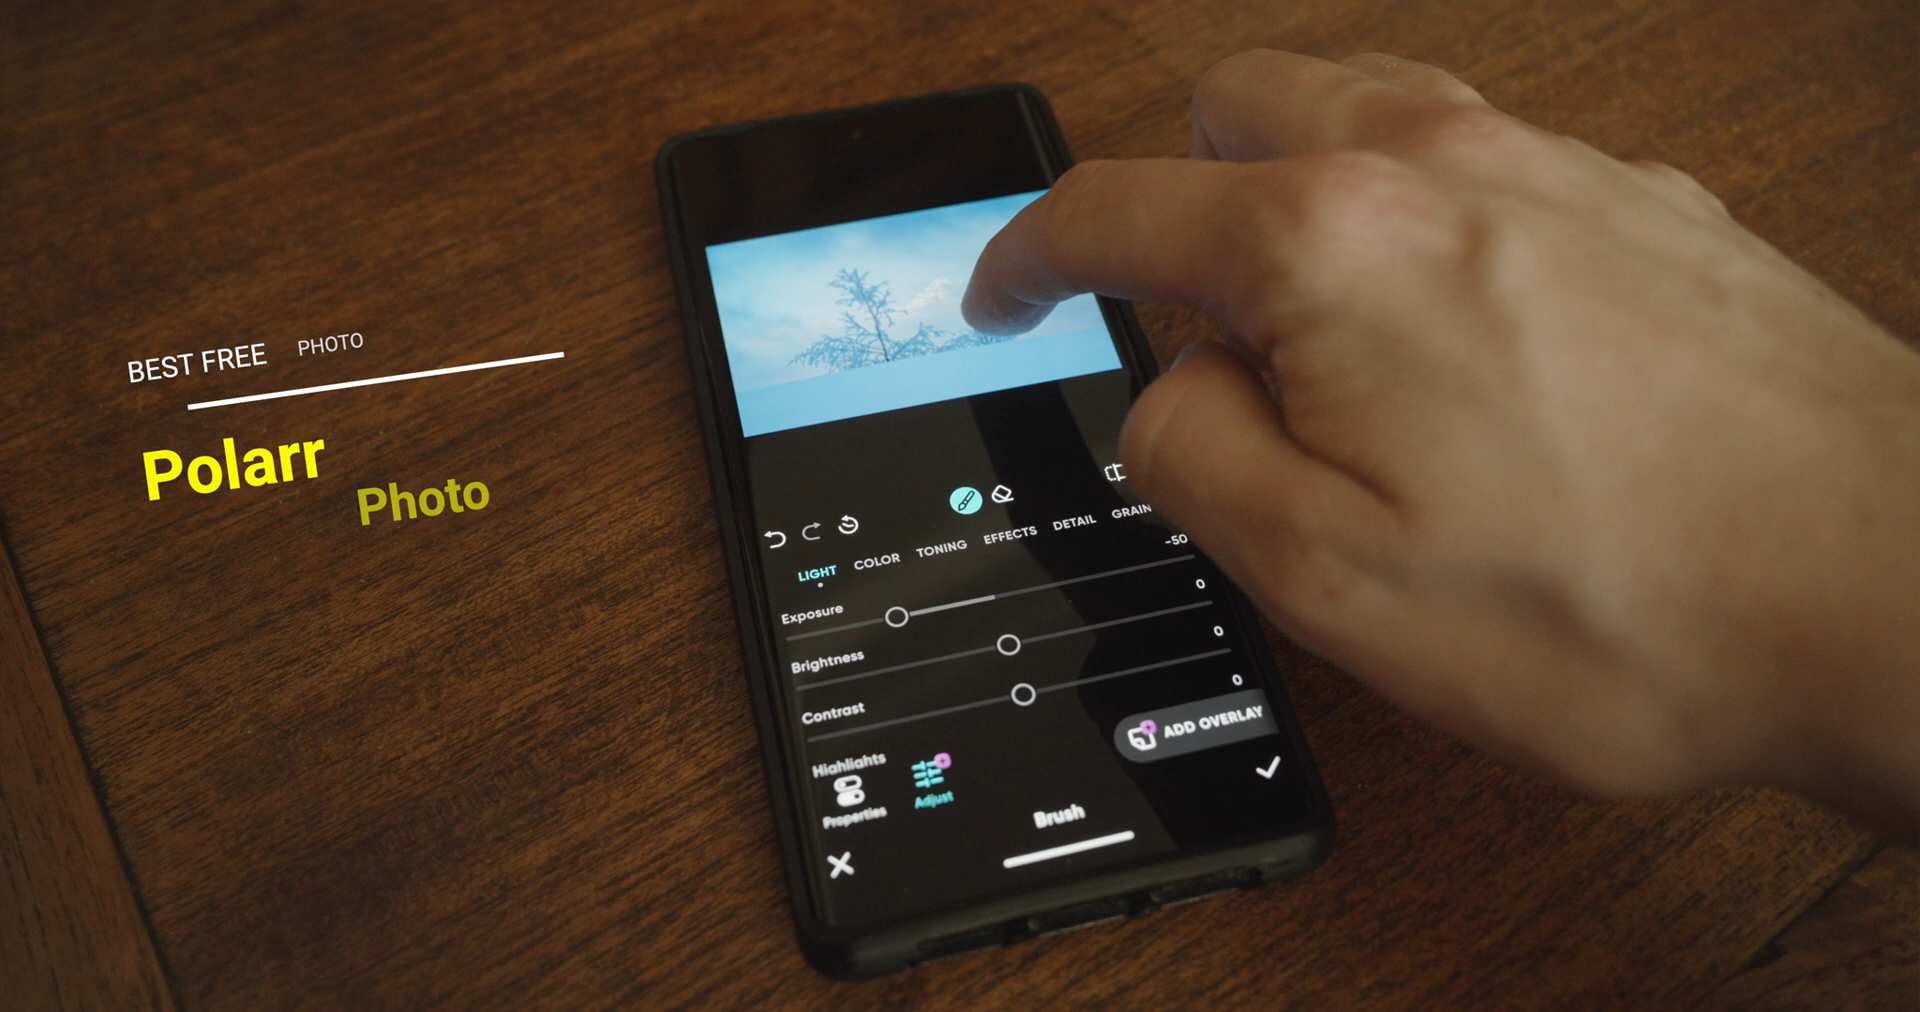 BEST FREE PHOTO
Polarr
Photo
LIGHT COLOR TONING EFFECTS DETAIL GRAIN
-50
Exposure
0
Brightness
0
Contrast
0
Highlights
ADD OVERLAY
Properties Adjust
Brush